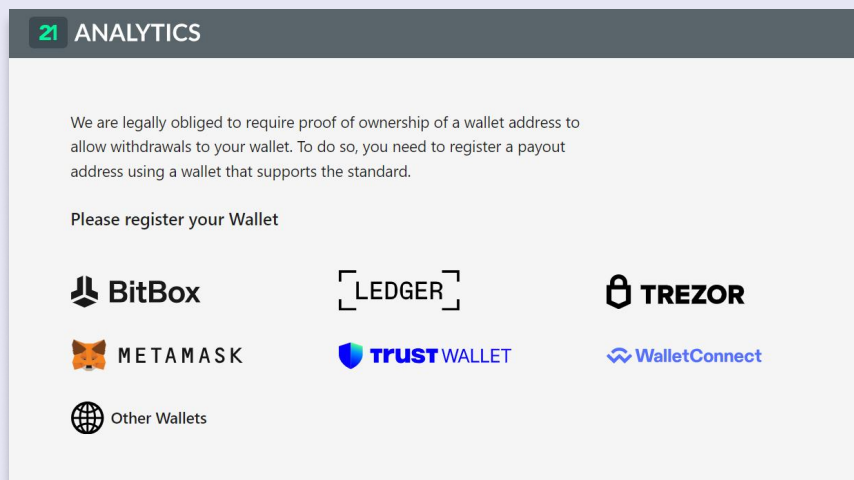 21 ANALYTICS
We are legally obliged to require proof of ownership of a wallet address to
allow withdrawals to your wallet. To do so, you need to register a payout
address using a wallet that supports the standard.
Please register your Wallet
BitBox LEDGER TREZOR
METAMASK TRUST WALLET WalletConnect
Other Wallets